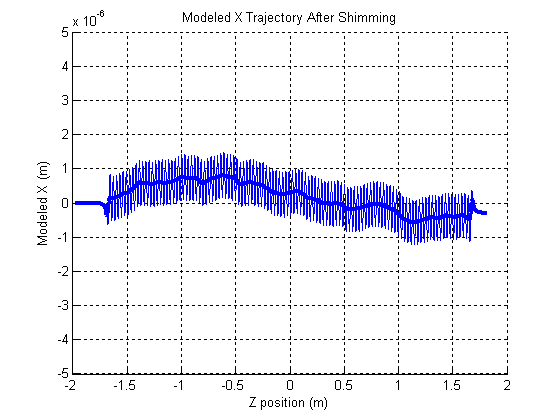 Modeled X Trajectory After Shimming
x 10^-6
5
4
3
2
1
0
-1
-2
-3
-4
-5
Modeled X (m)
-2 -1.5 -1 -0.5 0 0.5 1 1.5 2
Z position (m)